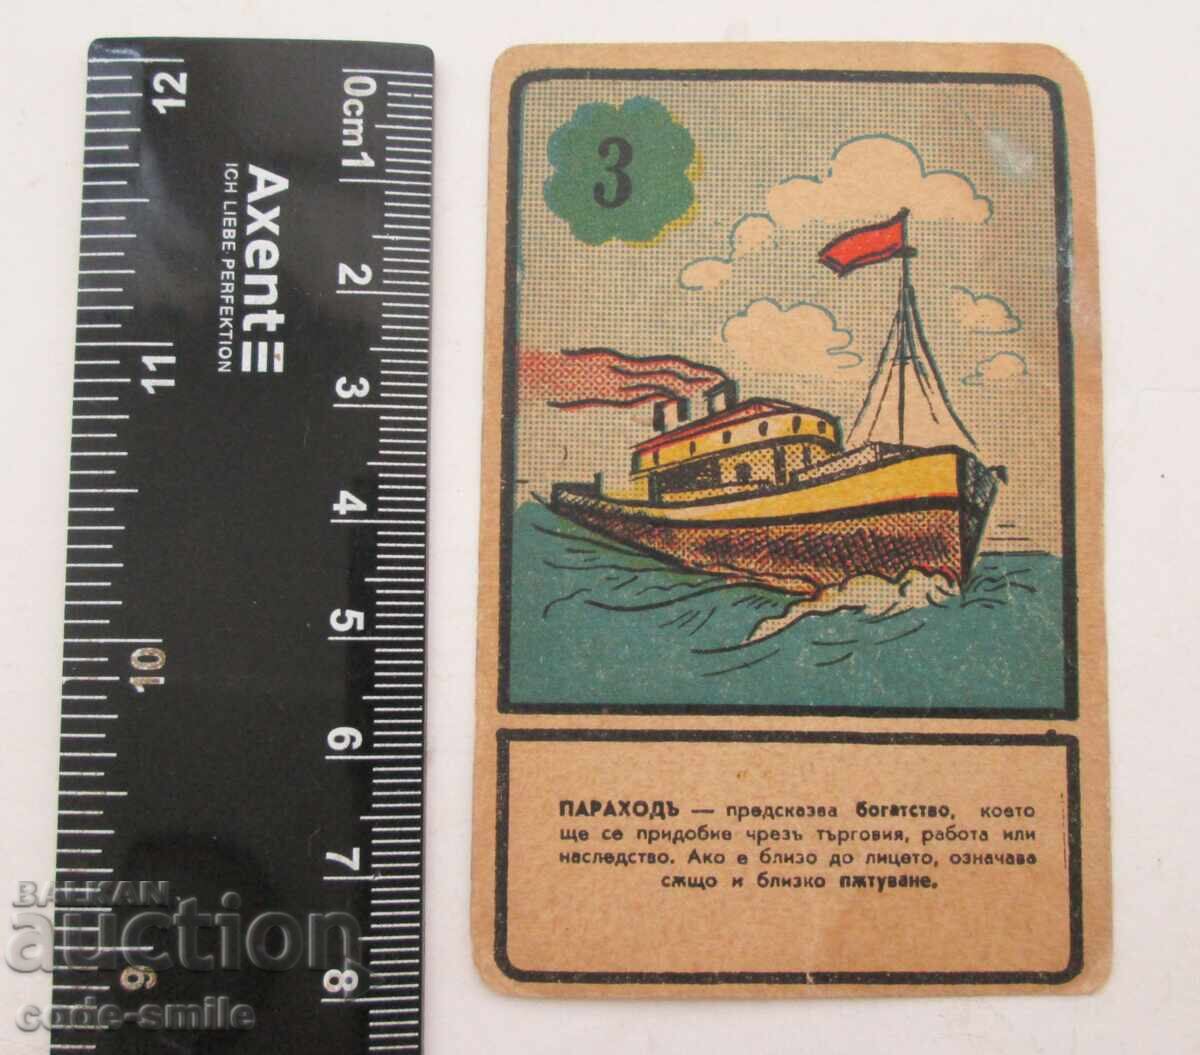 3
ПАРАХОДЪ — предсказва богатство, което
ще се придобие чрезъ търговия, работа или
наследство. Ако е близо до лицето, означава
сѫщо и близко пѫтуване.
Axent
ICH LIEBE PERFEKTION
0cm1
2
3
4
5
6
7
8
12
11
10
9
BALKAN
auction
code-smile